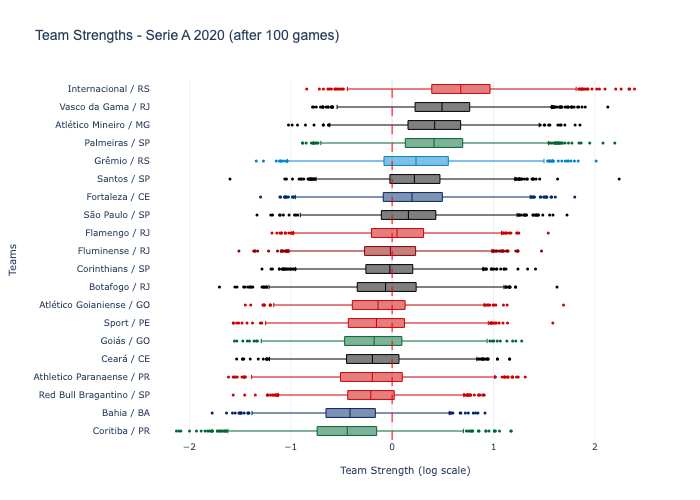 Team Strengths - Serie A 2020 (after 100 games)
Teams
Internacional / RS
Vasco da Gama / RJ
Atlético Mineiro / MG
Palmeiras / SP
Grêmio / RS
Santos / SP
Fortaleza / CE
São Paulo / SP
Flamengo / RJ
Fluminense / RJ
Corinthians / SP
Botafogo / RJ
Atlético Goianiense / GO
Sport / PE
Goiás / GO
Ceará / CE
Athletico Paranaense / PR
Red Bull Bragantino / SP
Bahia / BA
Coritiba / PR
−2 −1 0 1 2
Team Strength (log scale)